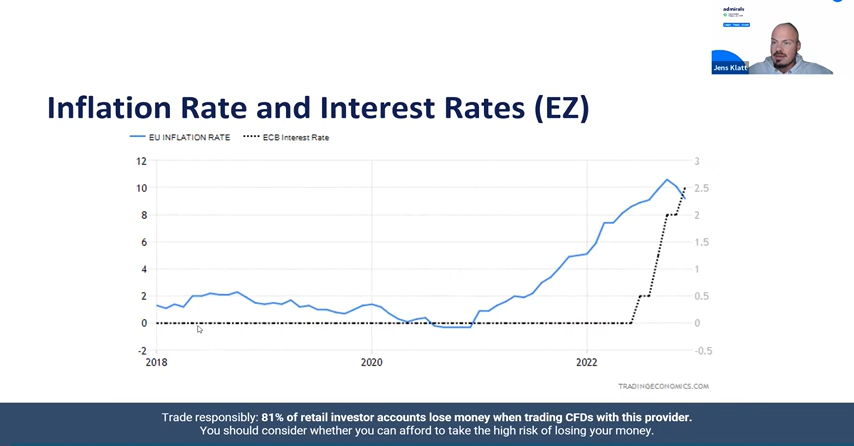 admirals
Jens Klatt
Inflation Rate and Interest Rates (EZ)
EU INFLATION RATE ECB Interest Rate
12 3
10 2.5
8 2
6 1.5
4 1
2 0.5
0 0
-2 -0.5
2018 2020 2022
TRADINGECONOMICS.COM
Trade responsibly: 81% of retail investor accounts lose money when trading CFDs with this provider.
You should consider whether you can afford to take the high risk of losing your money.